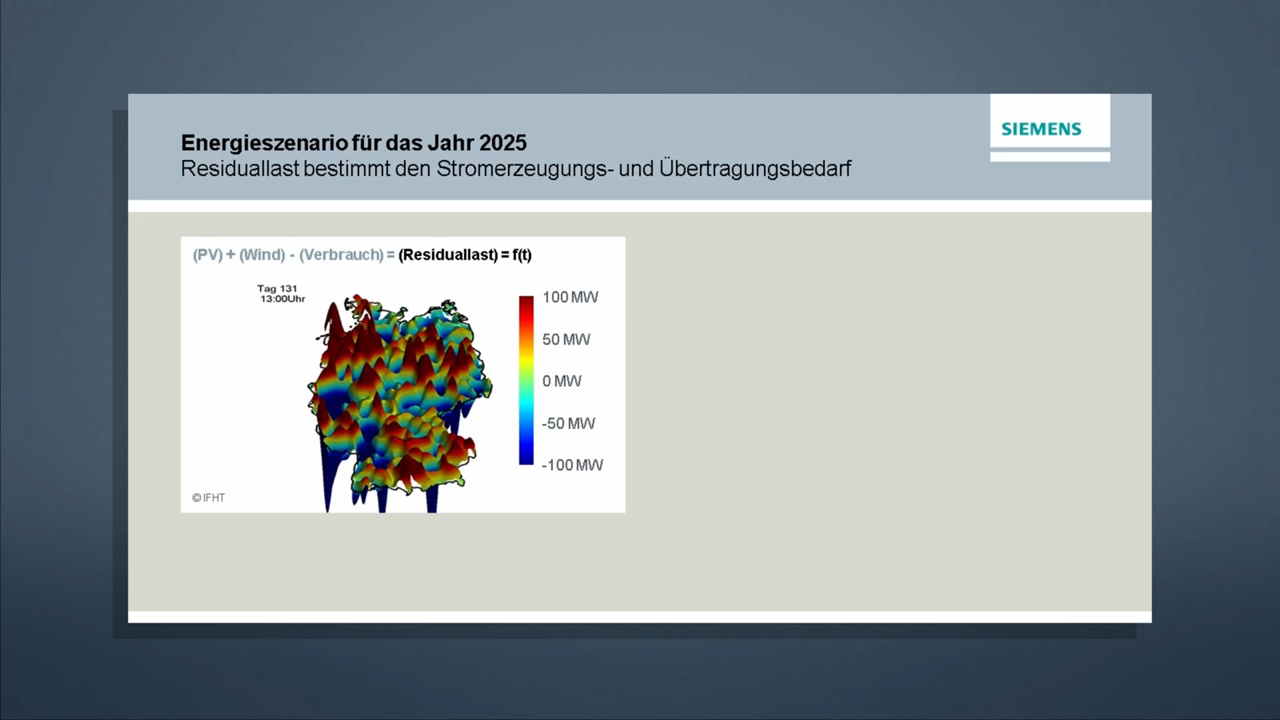 Energieszenario für das Jahr 2025
Residuallast bestimmt den Stromerzeugungs- und Übertragungsbedarf
SIEMENS
(PV) + (Wind) - (Verbrauch) = (Residuallast) = f(t)
Tag 131
13:00Uhr
100 MW
50 MW
0 MW
-50 MW
-100 MW
© IFHT